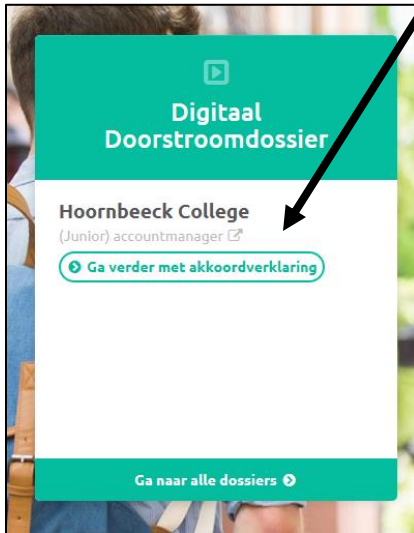 Digitaal
Doorstroomdossier
Hoornbeeck College
(Junior) accountmanager
Ga verder met akkoordverklaring
Ga naar alle dossiers